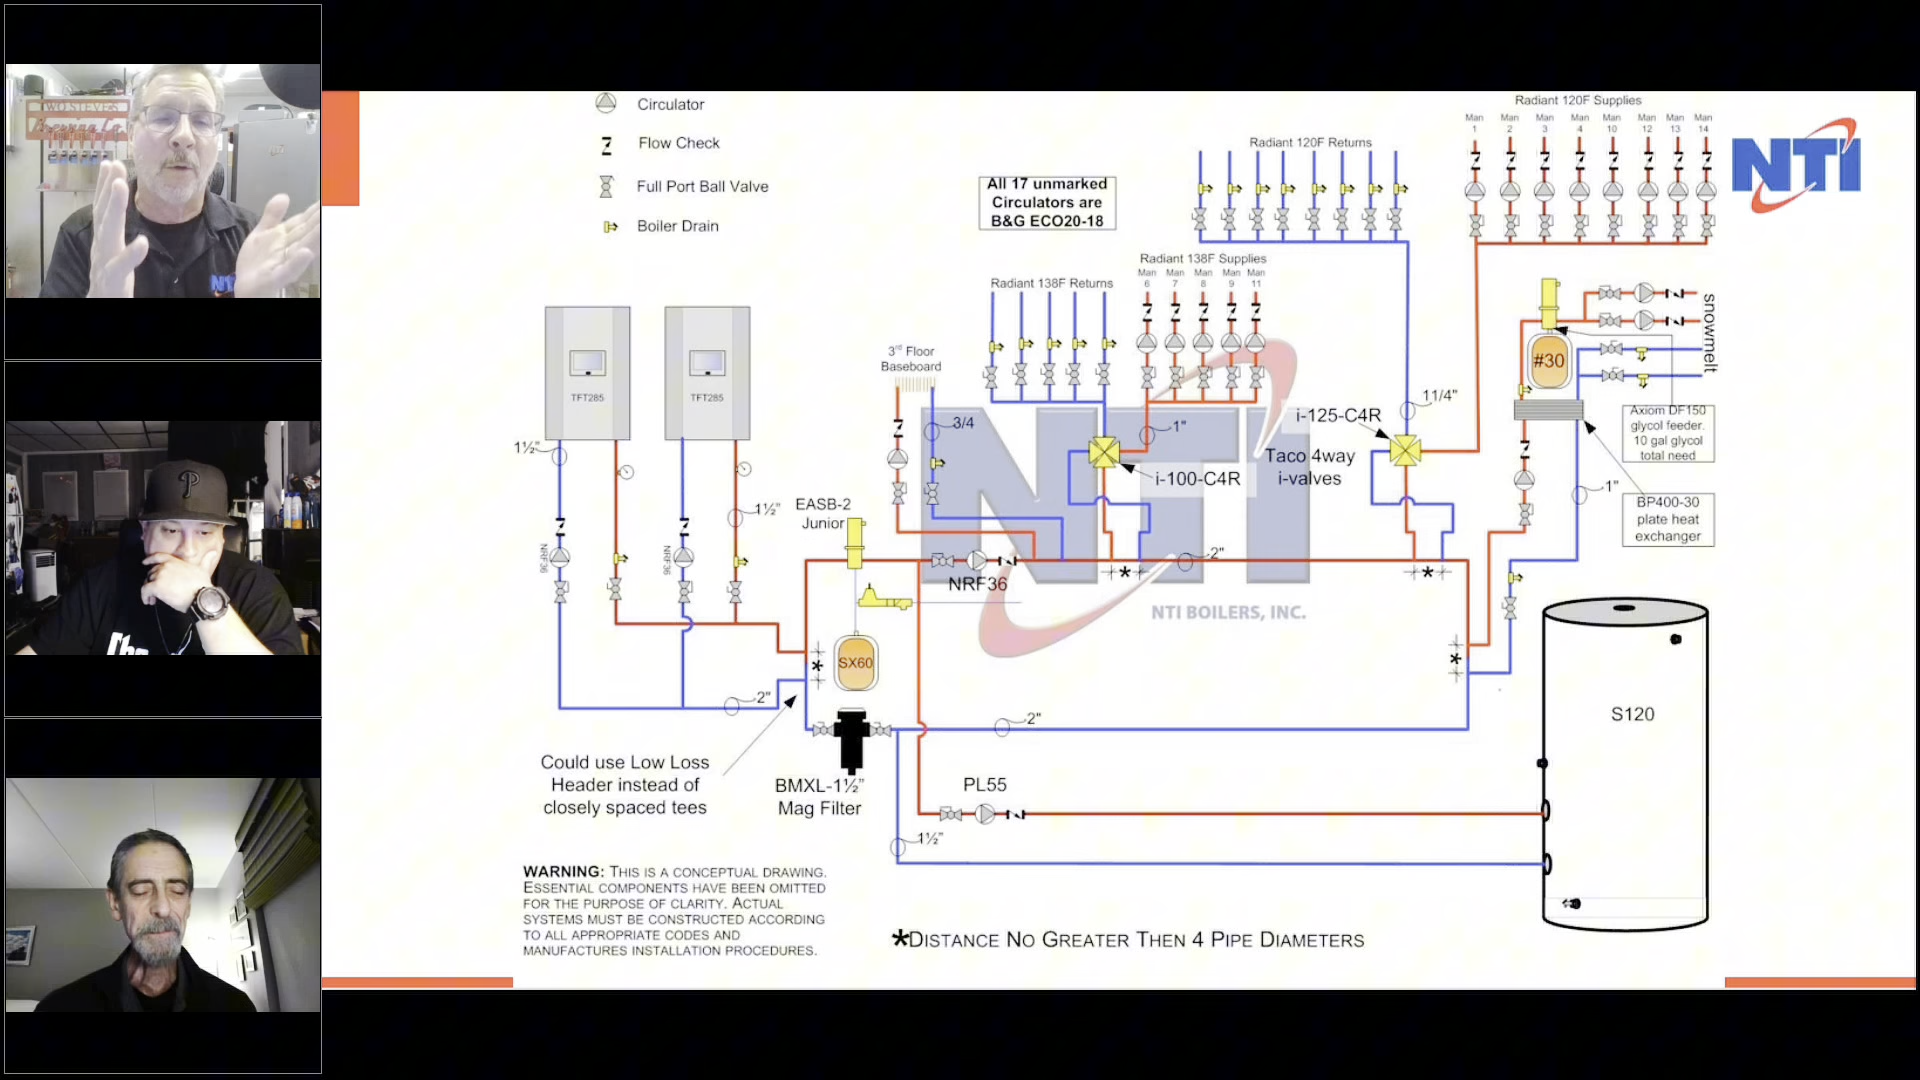 Circulator
Flow Check
Full Port Ball Valve
Boiler Drain
All 17 unmarked
Circulators are
B&G ECO20-18
Radiant 120F Returns
Radiant 120F Supplies
Man Man Man Man Man Man Man Man
1 2 3 4 10 12 13 14
NTI
Radiant 138F Returns
Radiant 138F Supplies
Man Man Man Man Man
6 7 8 9 11
3rd Floor
Baseboard
snowmelt
#30
TFT285
TFT285
3/4
1"
i-125-C4R
11/4"
Taco 4way
i-valves
i-100-C4R
Axiom DF150
glycol feeder.
10 gal glycol
total need
1"
BP400-30
plate heat
exchanger
1½"
1½"
EASB-2
Junior
NRF36
NRF36
NRF36
2"
NTI
NTI BOILERS, INC.
*
*
*
*
SX60
2"
2"
S120
Could use Low Loss
Header instead of
closely spaced tees
BMXL-1½"
Mag Filter
PL55
1½"
WARNING: THIS IS A CONCEPTUAL DRAWING.
ESSENTIAL COMPONENTS HAVE BEEN OMITTED
FOR THE PURPOSE OF CLARITY. ACTUAL
SYSTEMS MUST BE CONSTRUCTED ACCORDING
TO ALL APPROPRIATE CODES AND
MANUFACTURES INSTALLATION PROCEDURES.
*DISTANCE NO GREATER THEN 4 PIPE DIAMETERS
TWO STEVE'S
Brewing Co.
NTI
P